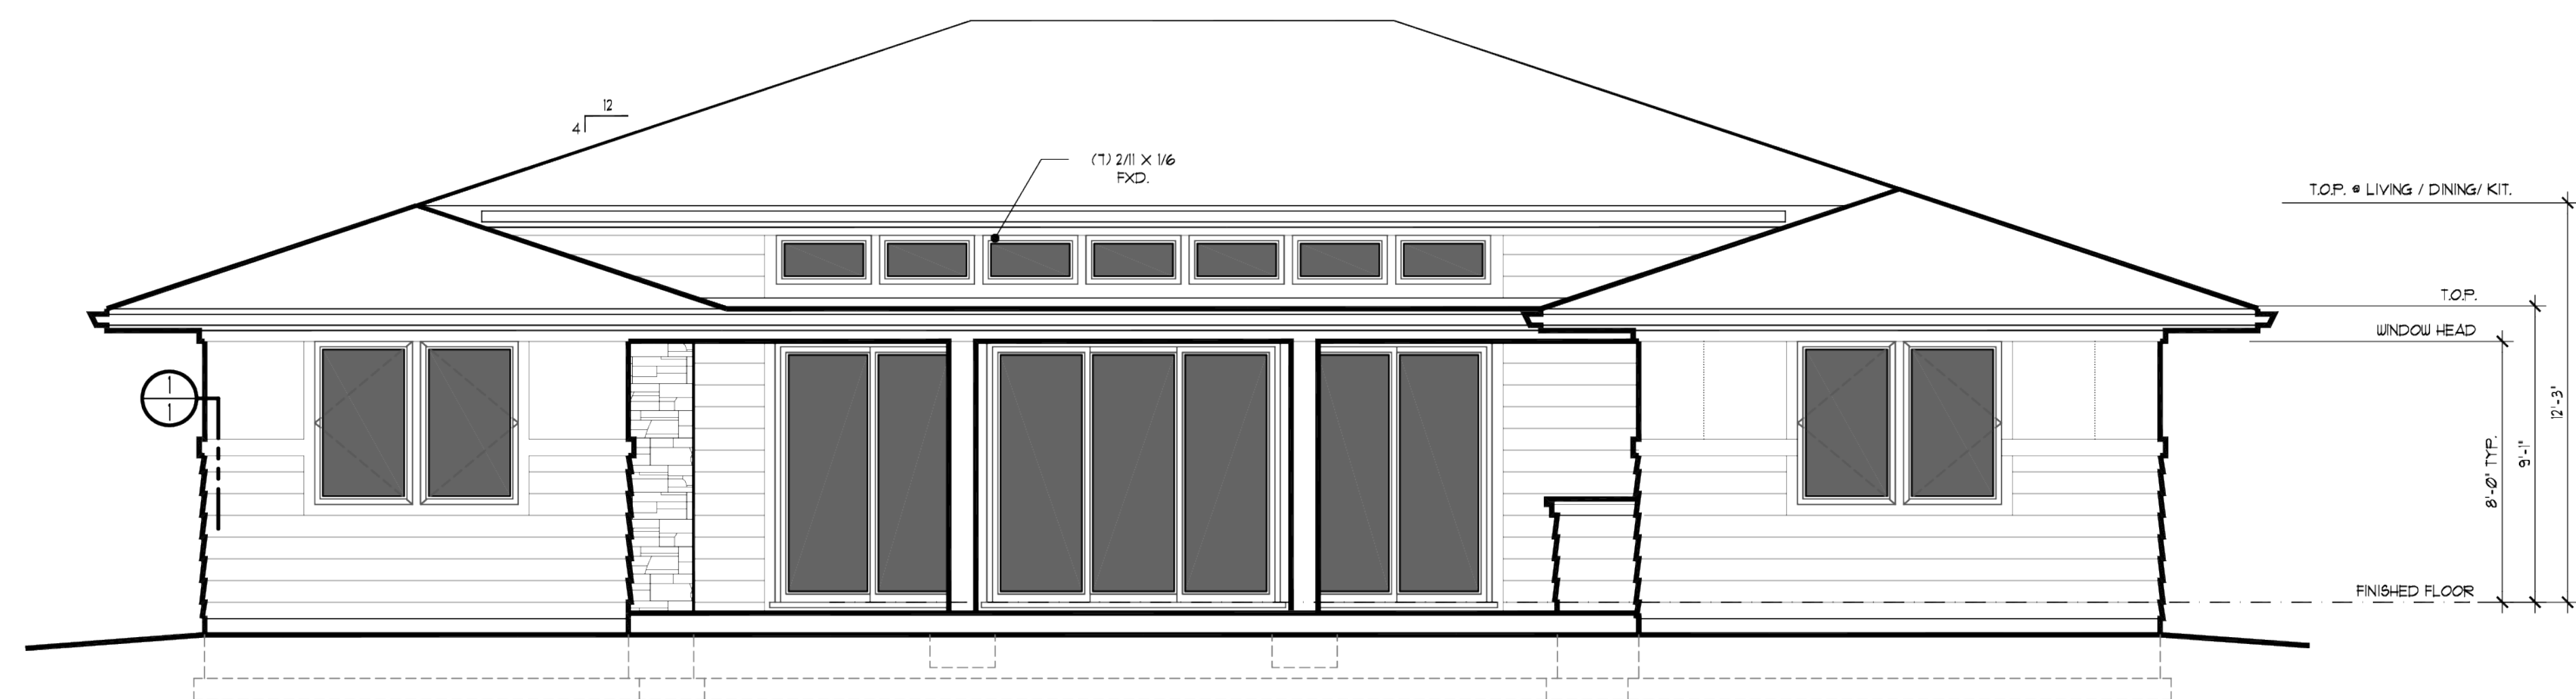 12
4
(7) 2/11 X 1/6
FXD.
T.O.P. @ LIVING / DINING/ KIT.
T.O.P.
WINDOW HEAD
1
1
12'-3"
9'-1"
8'-0" TYP.
FINISHED FLOOR